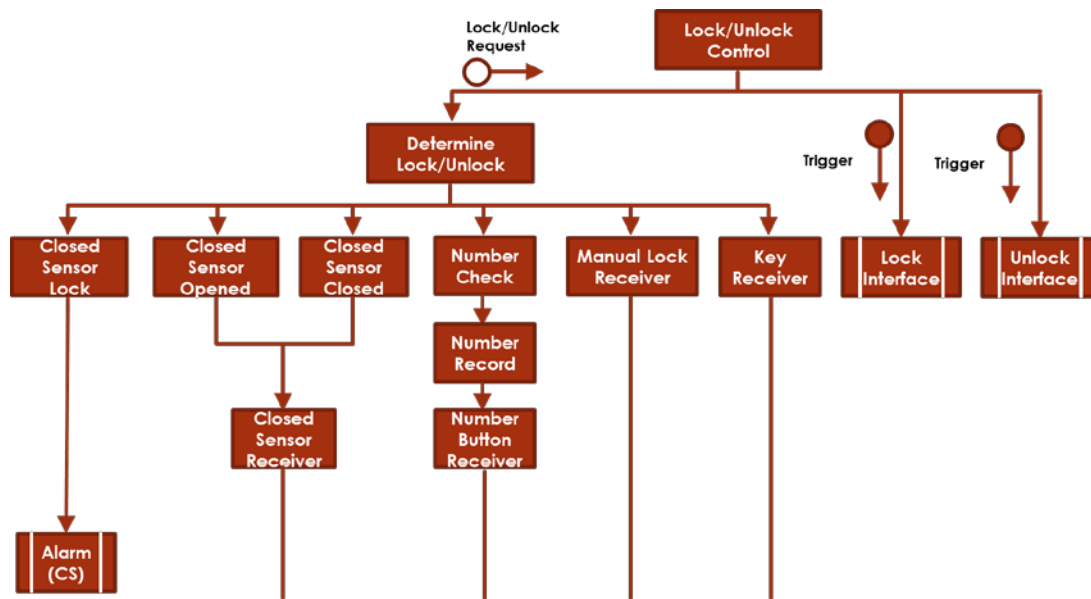 Lock/Unlock
Request
Lock/Unlock
Control
Determine
Lock/Unlock
Trigger
Trigger
Closed
Sensor
Lock
Closed
Sensor
Opened
Closed
Sensor
Closed
Number
Check
Manual Lock
Receiver
Key
Receiver
Lock
Interface
Unlock
Interface
Number
Record
Closed
Sensor
Receiver
Number
Button
Receiver
Alarm
(CS)